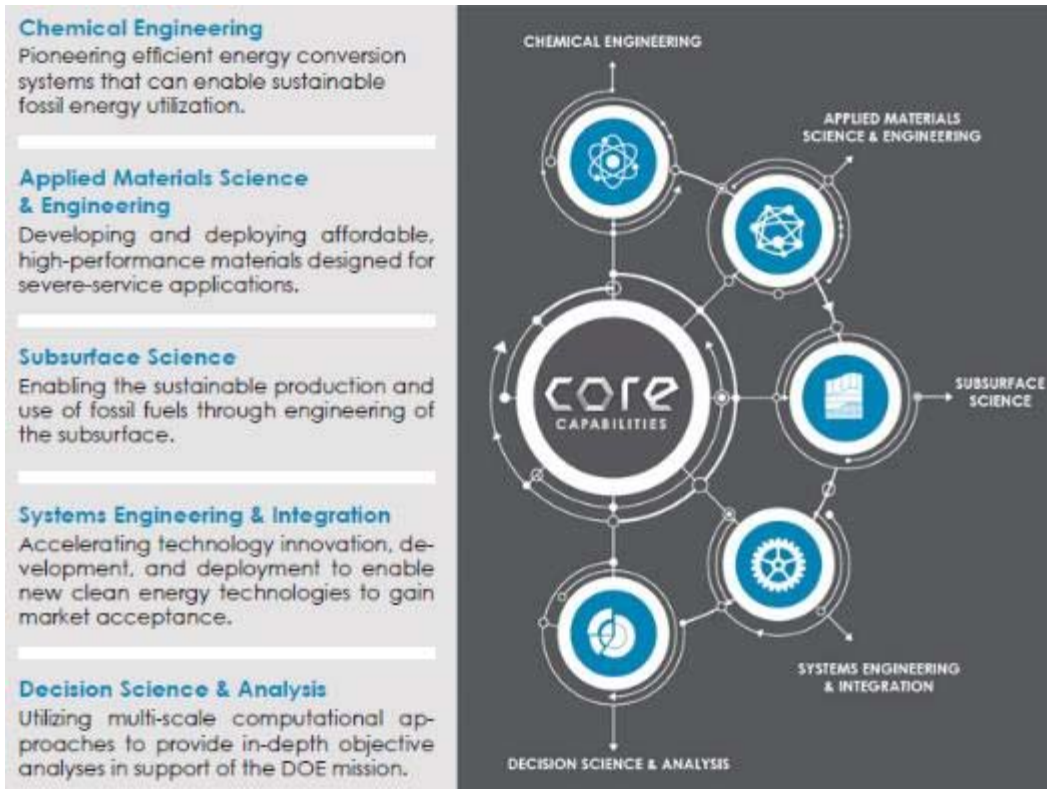 Chemical Engineering
Pioneering efficient energy conversion
systems that can enable sustainable
fossil energy utilization.
Applied Materials Science
& Engineering
Developing and deploying affordable,
high-performance materials designed for
severe-service applications.
Subsurface Science
Enabling the sustainable production and
use of fossil fuels through engineering of
the subsurface.
Systems Engineering & Integration
Accelerating technology innovation, de-
velopment, and deployment to enable
new clean energy technologies to gain
market acceptance.
Decision Science & Analysis
Utilizing multi-scale computational ap-
proaches to provide in-depth objective
analyses in support of the DOE mission.
CHEMICAL ENGINEERING
APPLIED MATERIALS
SCIENCE & ENGINEERING
core
CAPABILITIES
SUBSURFACE
SCIENCE
SYSTEMS ENGINEERING
& INTEGRATION
DECISION SCIENCE & ANALYSIS